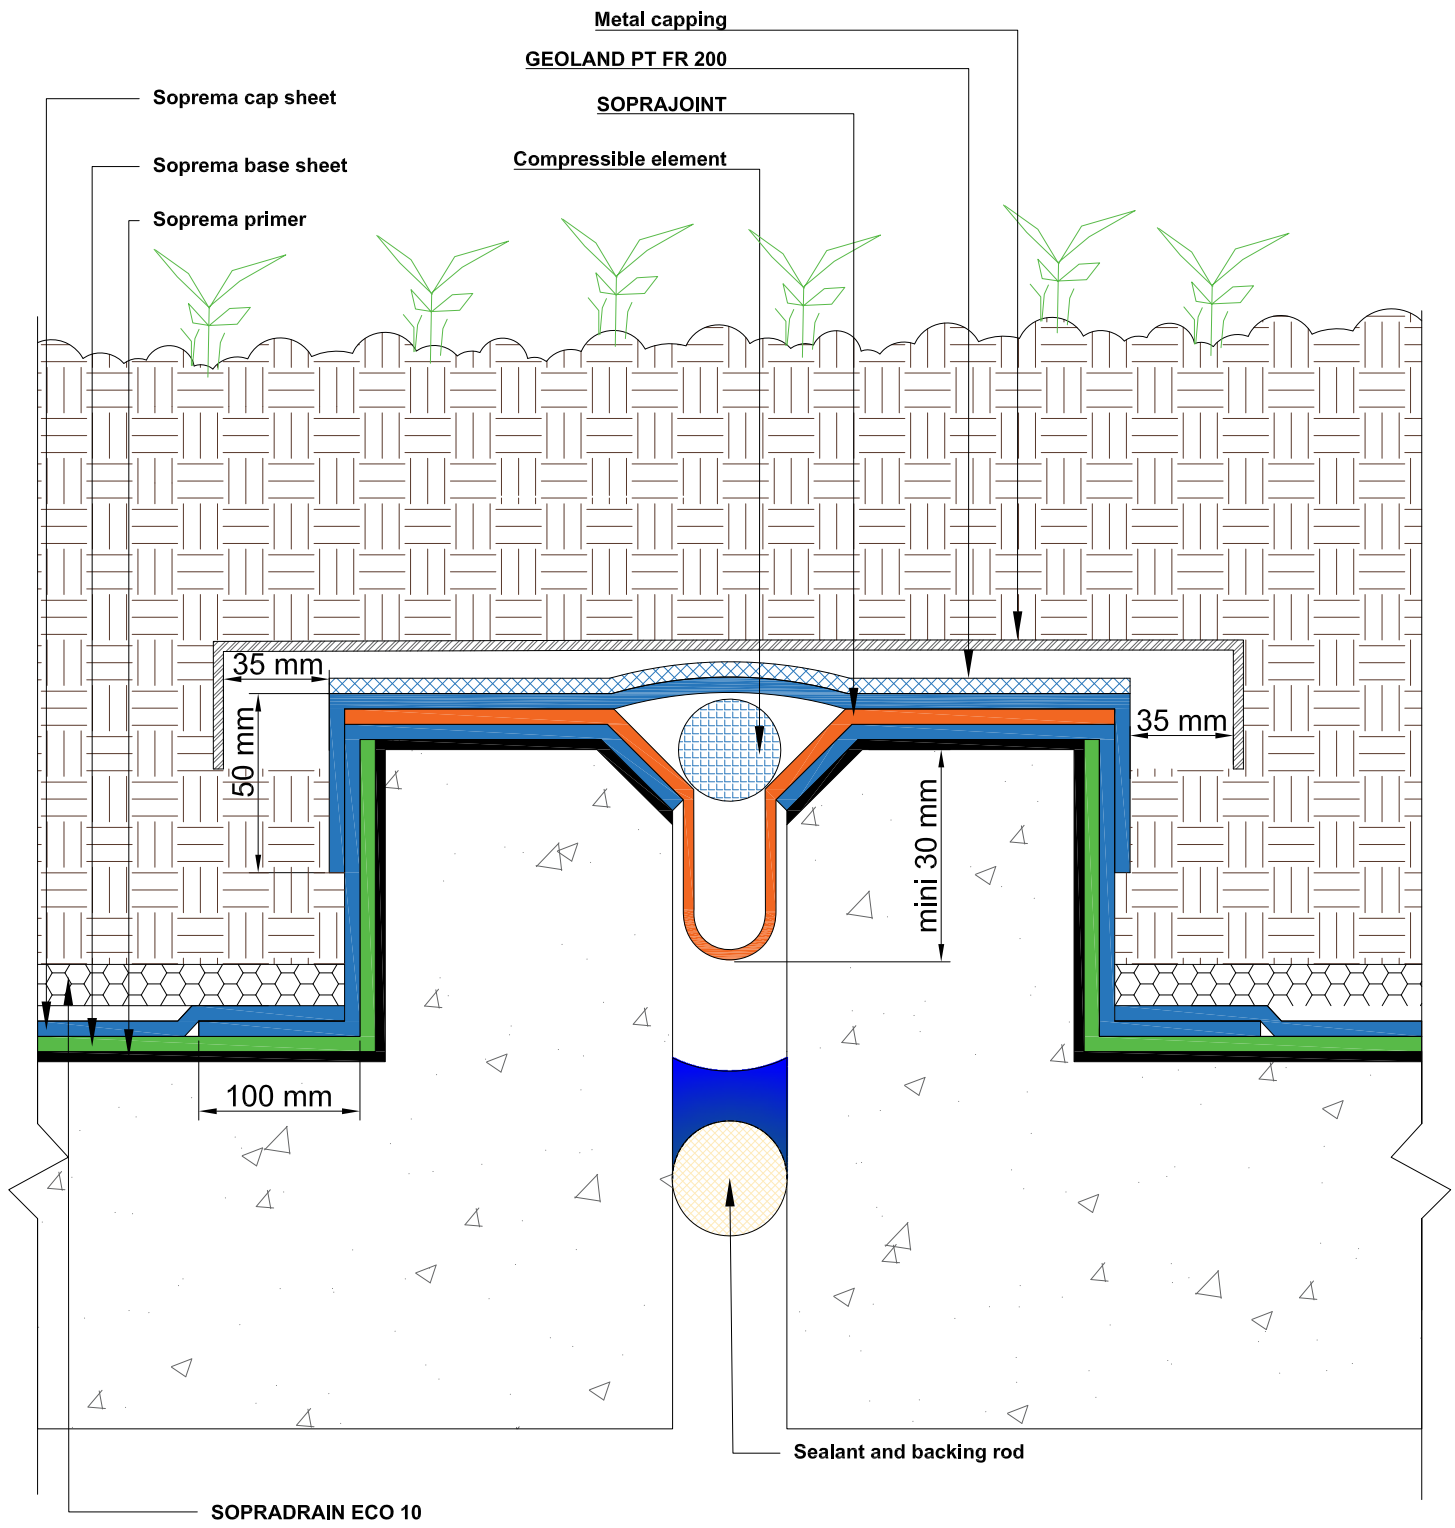 Metal capping
GEOLAND PT FR 200
Soprema cap sheet
SOPRAJOINT
Soprema base sheet
Compressible element
Soprema primer
35 mm
35 mm
50 mm
mini 30 mm
100 mm
Sealant and backing rod
SOPRADRAIN ECO 10